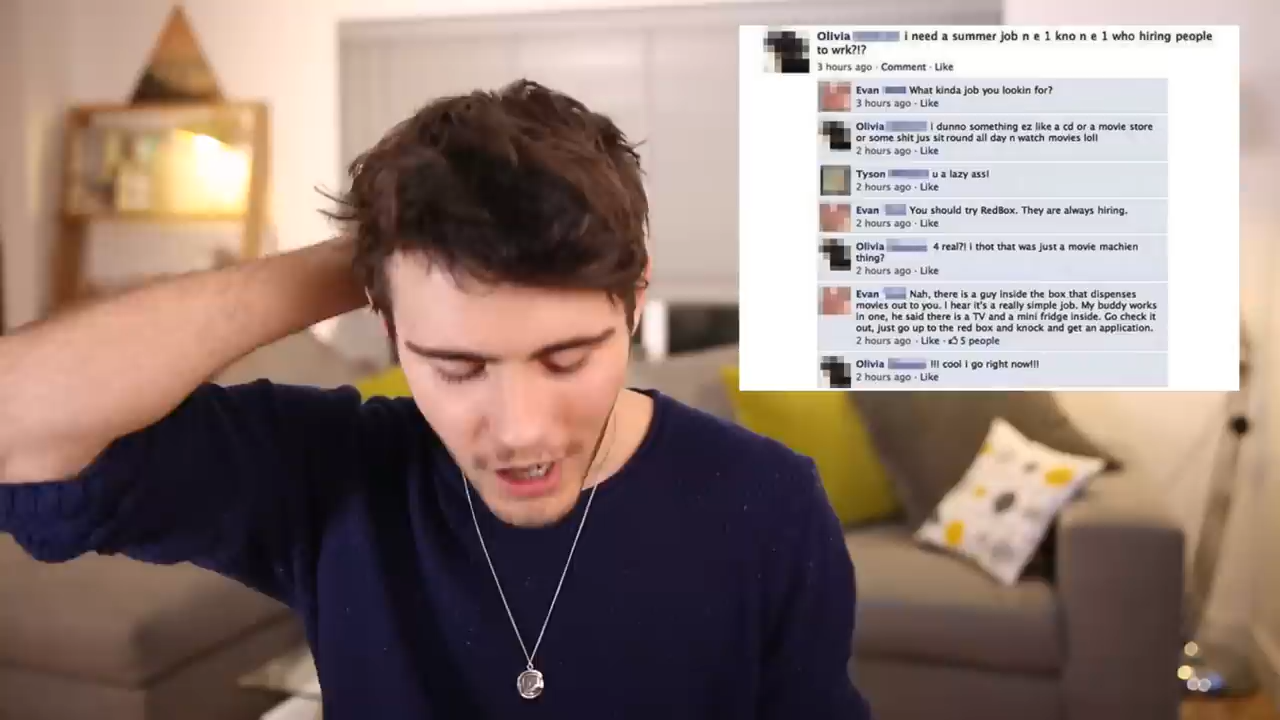 Olivia i need a summer job n e 1 kno n e 1 who hiring people
to wrk?!?
3 hours ago · Comment · Like
Evan What kinda job you lookin for?
3 hours ago · Like
Olivia i dunno something ez like a cd or a movie store
or some shit jus sit round all day n watch movies lol!
2 hours ago · Like
Tyson u a lazy ass!
2 hours ago · Like
Evan You should try RedBox. They are always hiring.
2 hours ago · Like
Olivia 4 real?! i thot that was just a movie machien
thing?
2 hours ago · Like
Evan Nah, there is a guy inside the box that dispenses
movies out to you. I hear it's a really simple job. My buddy works
in one, he said there is a TV and a mini fridge inside. Go check it
out, just go up to the red box and knock and get an application.
2 hours ago · Like · 5 people
Olivia !!! cool i go right now!!!
2 hours ago · Like